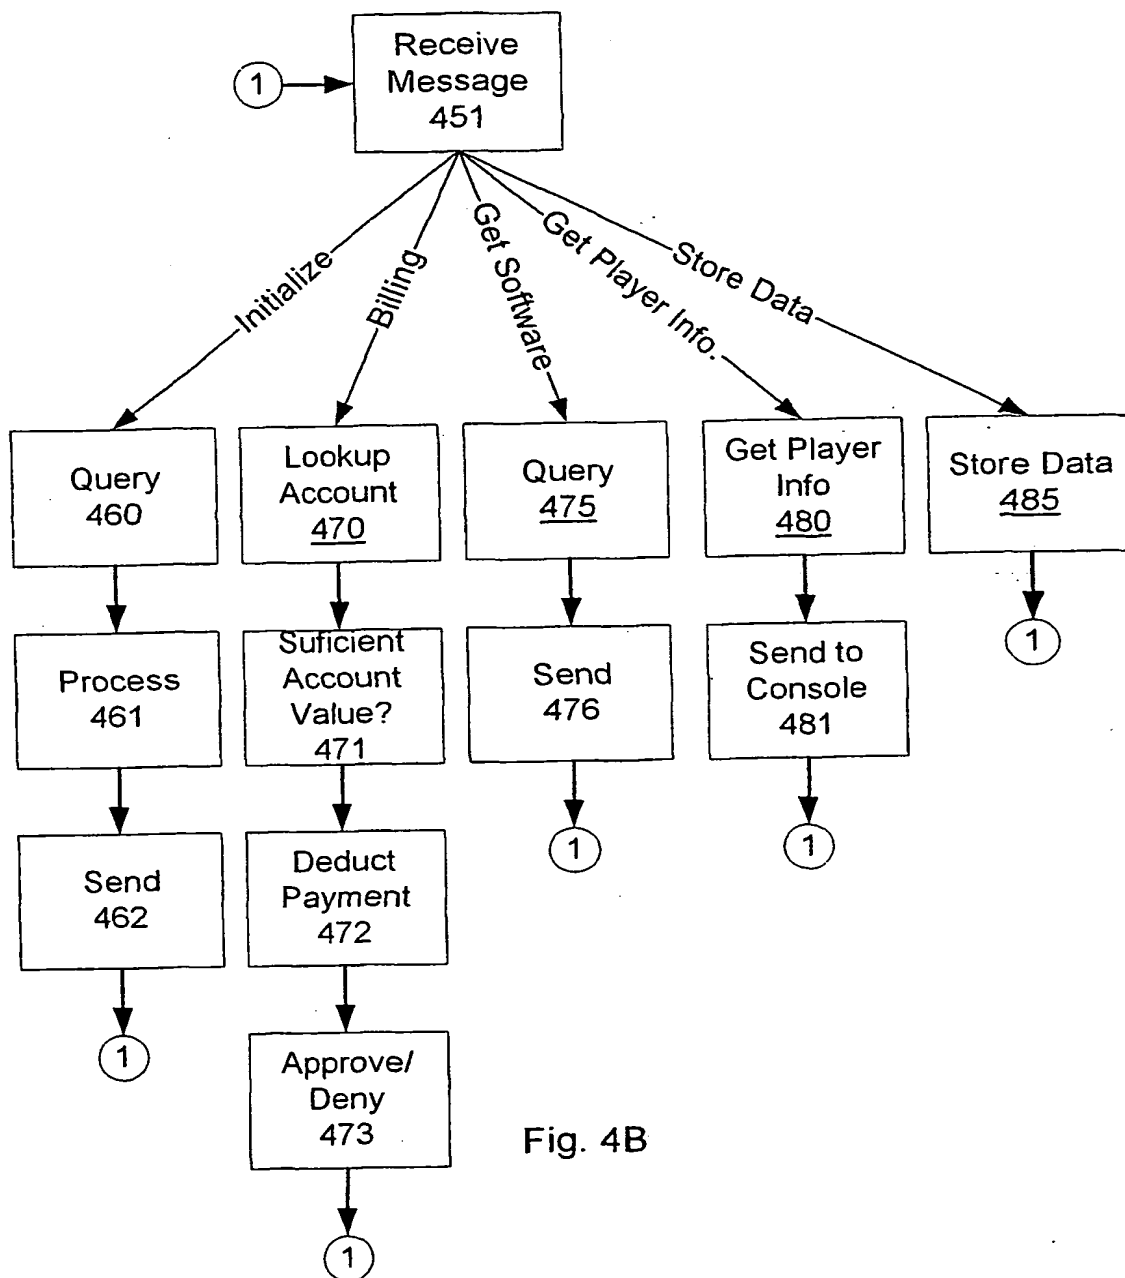 Receive
Message
451
1
Initialize
Billing
Get Software
Get Player Info.
Store Data
Query
460
Process
461
Send
462
1
Lookup
Account
470
Suficient
Account
Value?
471
Deduct
Payment
472
Approve/
Deny
473
1
Query
475
Send
476
1
Get Player
Info
480
Send to
Console
481
1
Store Data
485
1
Fig. 4B